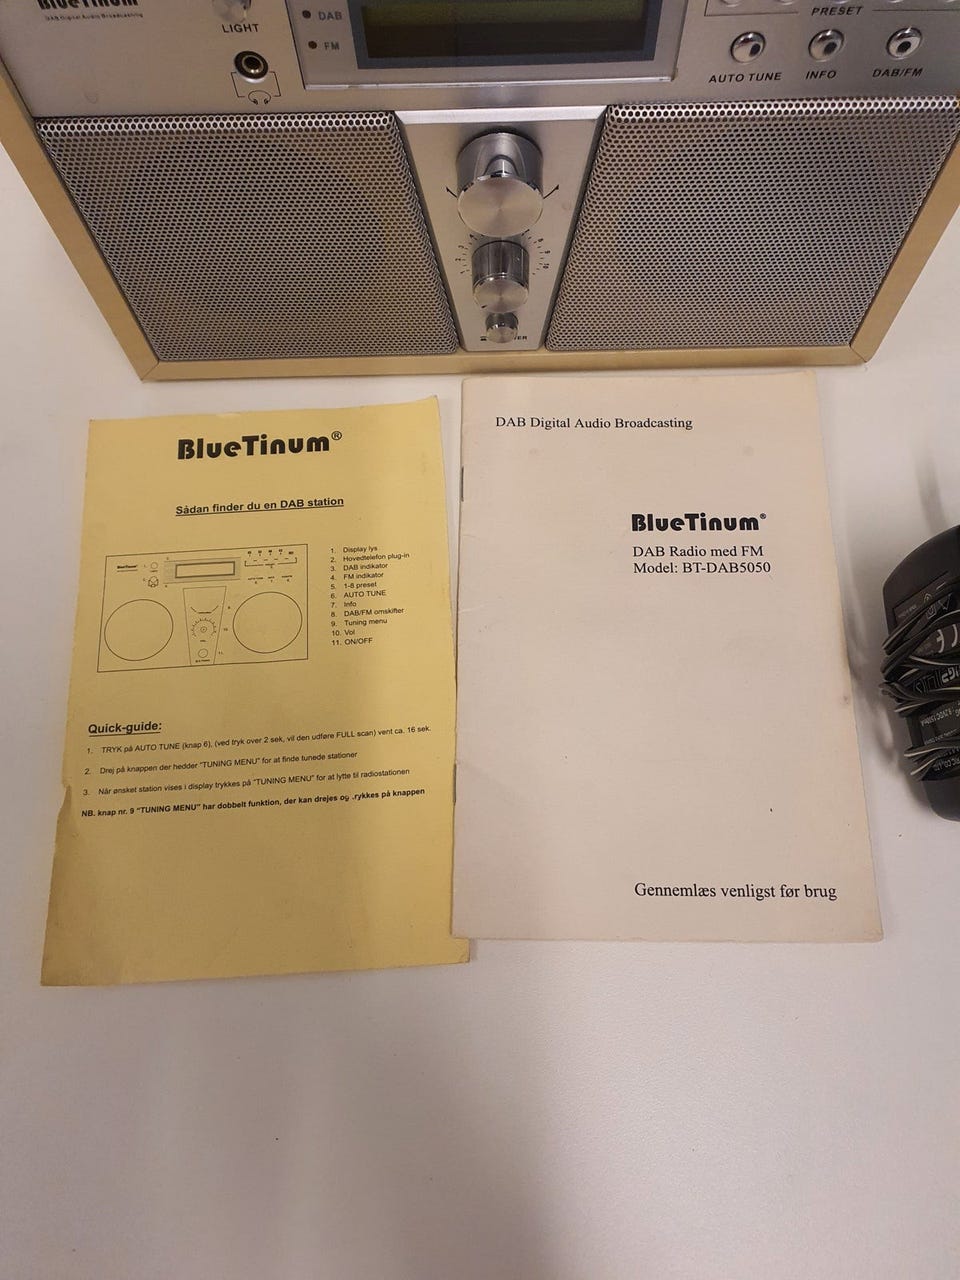 BlueTinum
DAB Digital Audio Broadcasting
LIGHT
DAB
FM
PRESET
AUTO TUNE
INFO
DAB/FM
BlueTinum®
Sådan finder du en DAB station
1. Display lys
2. Hovedtelefon plug-in
3. DAB indikator
4. FM indikator
5. 1-8 preset
6. AUTO TUNE
7. Info
8. DAB/FM omskifter
9. Tuning menu
10. Vol
11. ON/OFF
Quick-guide:
1. TRYK på AUTO TUNE (knap 6), (ved tryk over 2 sek, vil den udføre FULL scan) vent ca. 16 sek.
2. Drej på knappen der hedder "TUNING MENU" for at finde tunede stationer
3. Når ønsket station vises i display trykkes på "TUNING MENU" for at lytte til radiostationen
NB. knap nr. 9 "TUNING MENU" har dobbelt funktion, der kan drejes og trykkes på knappen
DAB Digital Audio Broadcasting
BlueTinum®
DAB Radio med FM
Model: BT-DAB5050
Gennemlæs venligst før brug